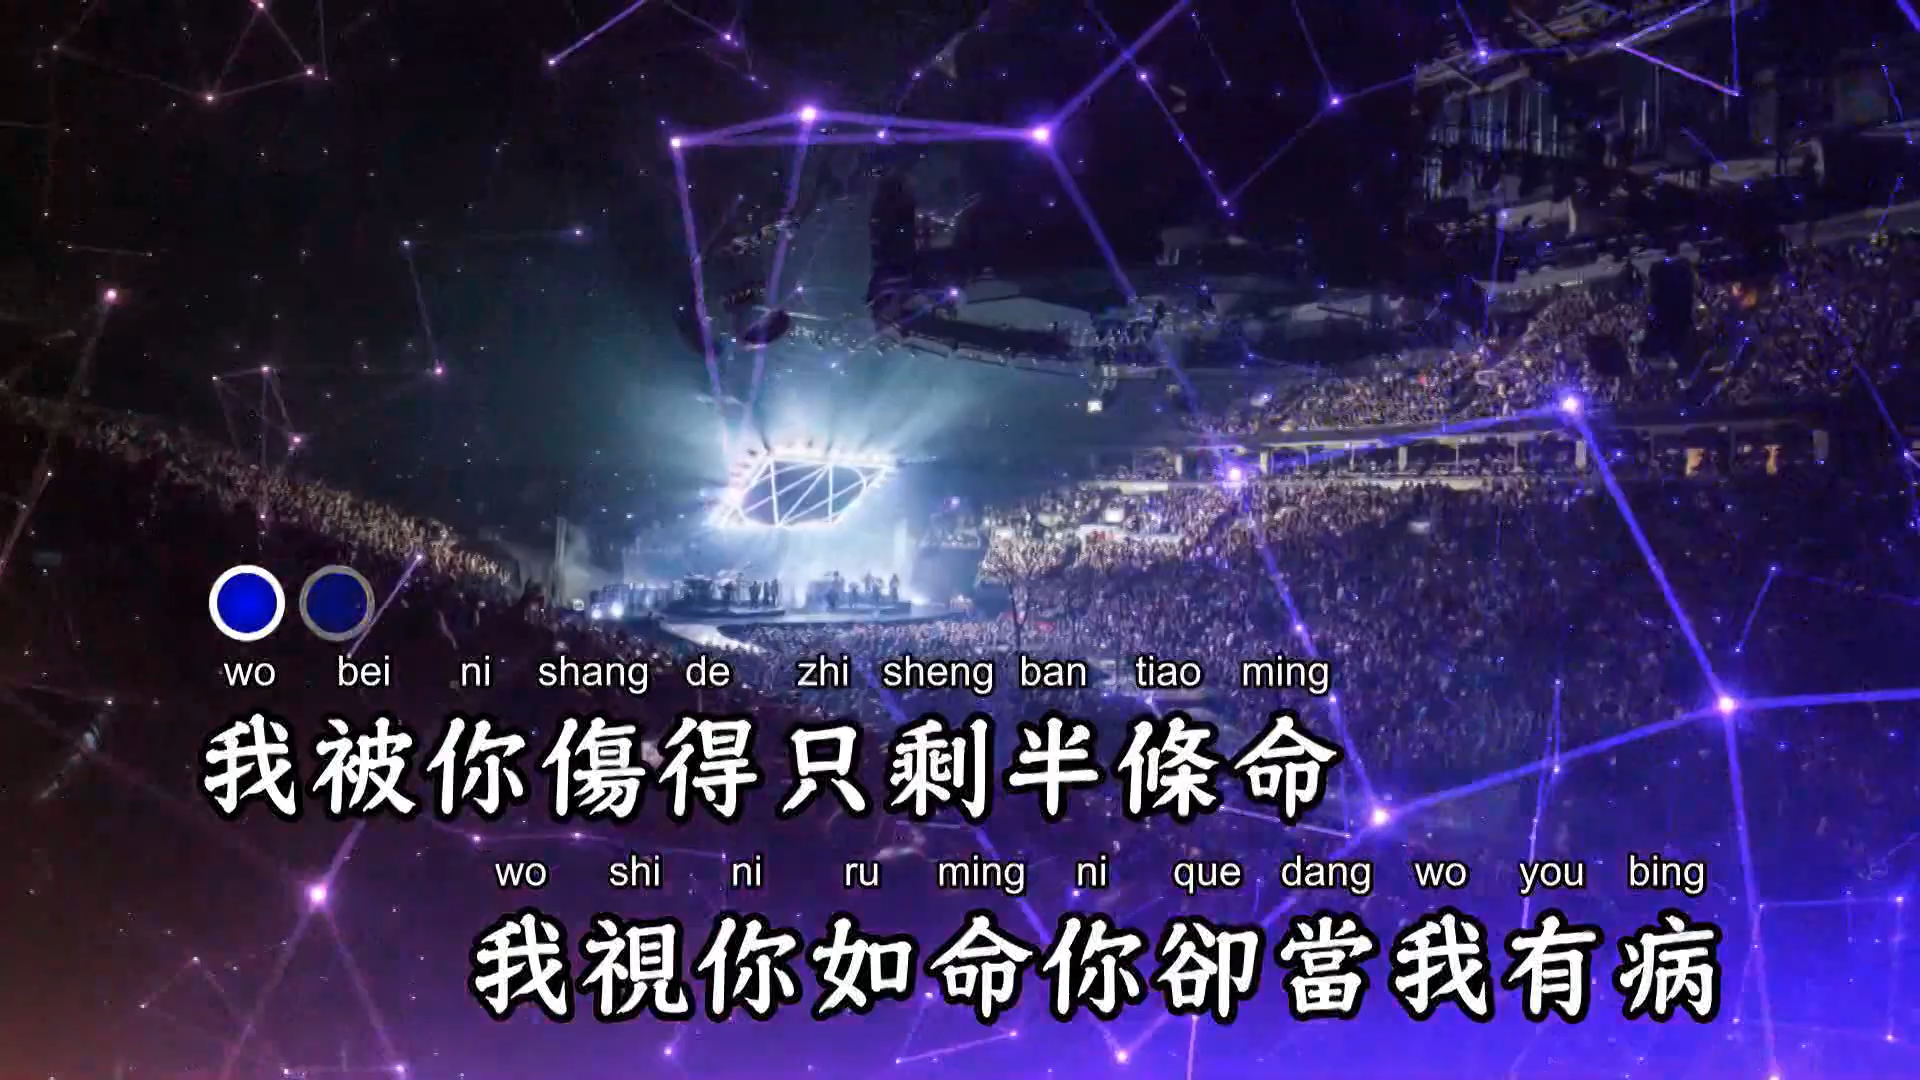 wo bei ni shang de zhi sheng ban tiao ming
我被你傷得只剩半條命
wo shi ni ru ming ni que dang wo you bing
我視你如命你卻當我有病